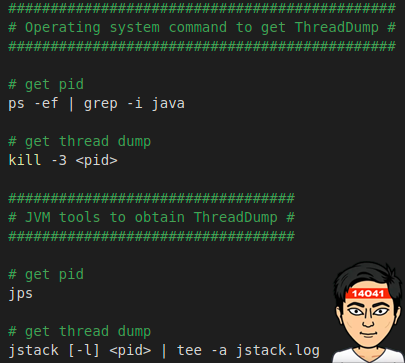 #############################################
# Operating system command to get ThreadDump #
#############################################
# get pid
ps -ef | grep -i java
# get thread dump
kill -3 <pid>
#################################
# JVM tools to obtain ThreadDump #
#################################
# get pid
jps
# get thread dump
jstack [-l] <pid> | tee -a jstack.log
14041